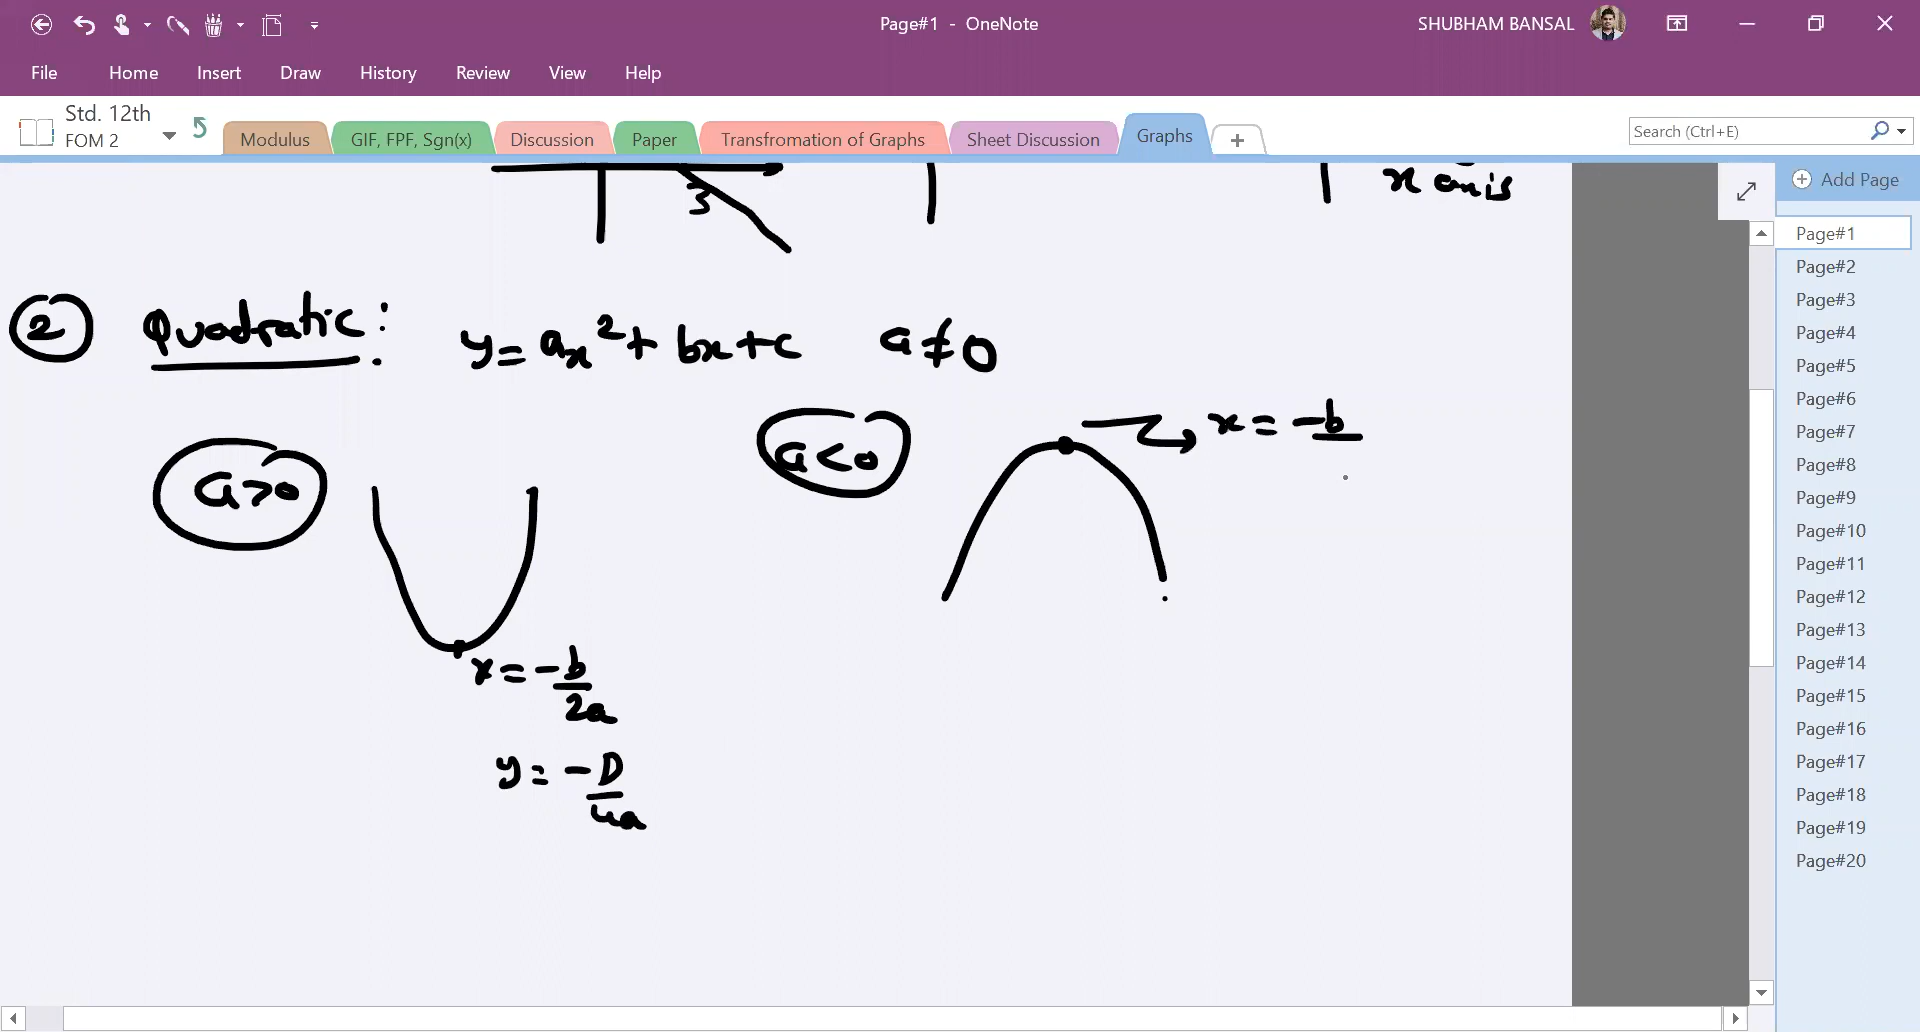 Page#1 - OneNote
SHUBHAM BANSAL
File Home Insert Draw History Review View Help
Std. 12th
FOM 2
Modulus GIF, FPF, Sgn(x) Discussion Paper Transfromation of Graphs Sheet Discussion Graphs +
Search (Ctrl+E)
Add Page
Page#1
Page#2
Page#3
Page#4
Page#5
Page#6
Page#7
Page#8
Page#9
Page#10
Page#11
Page#12
Page#13
Page#14
Page#15
Page#16
Page#17
Page#18
Page#19
Page#20
3
x axis
2 Quadratic: y = ax² + bx + c a ≠ 0
a > 0
a < 0
x = -b
x = -b/2a
y = -D/4a